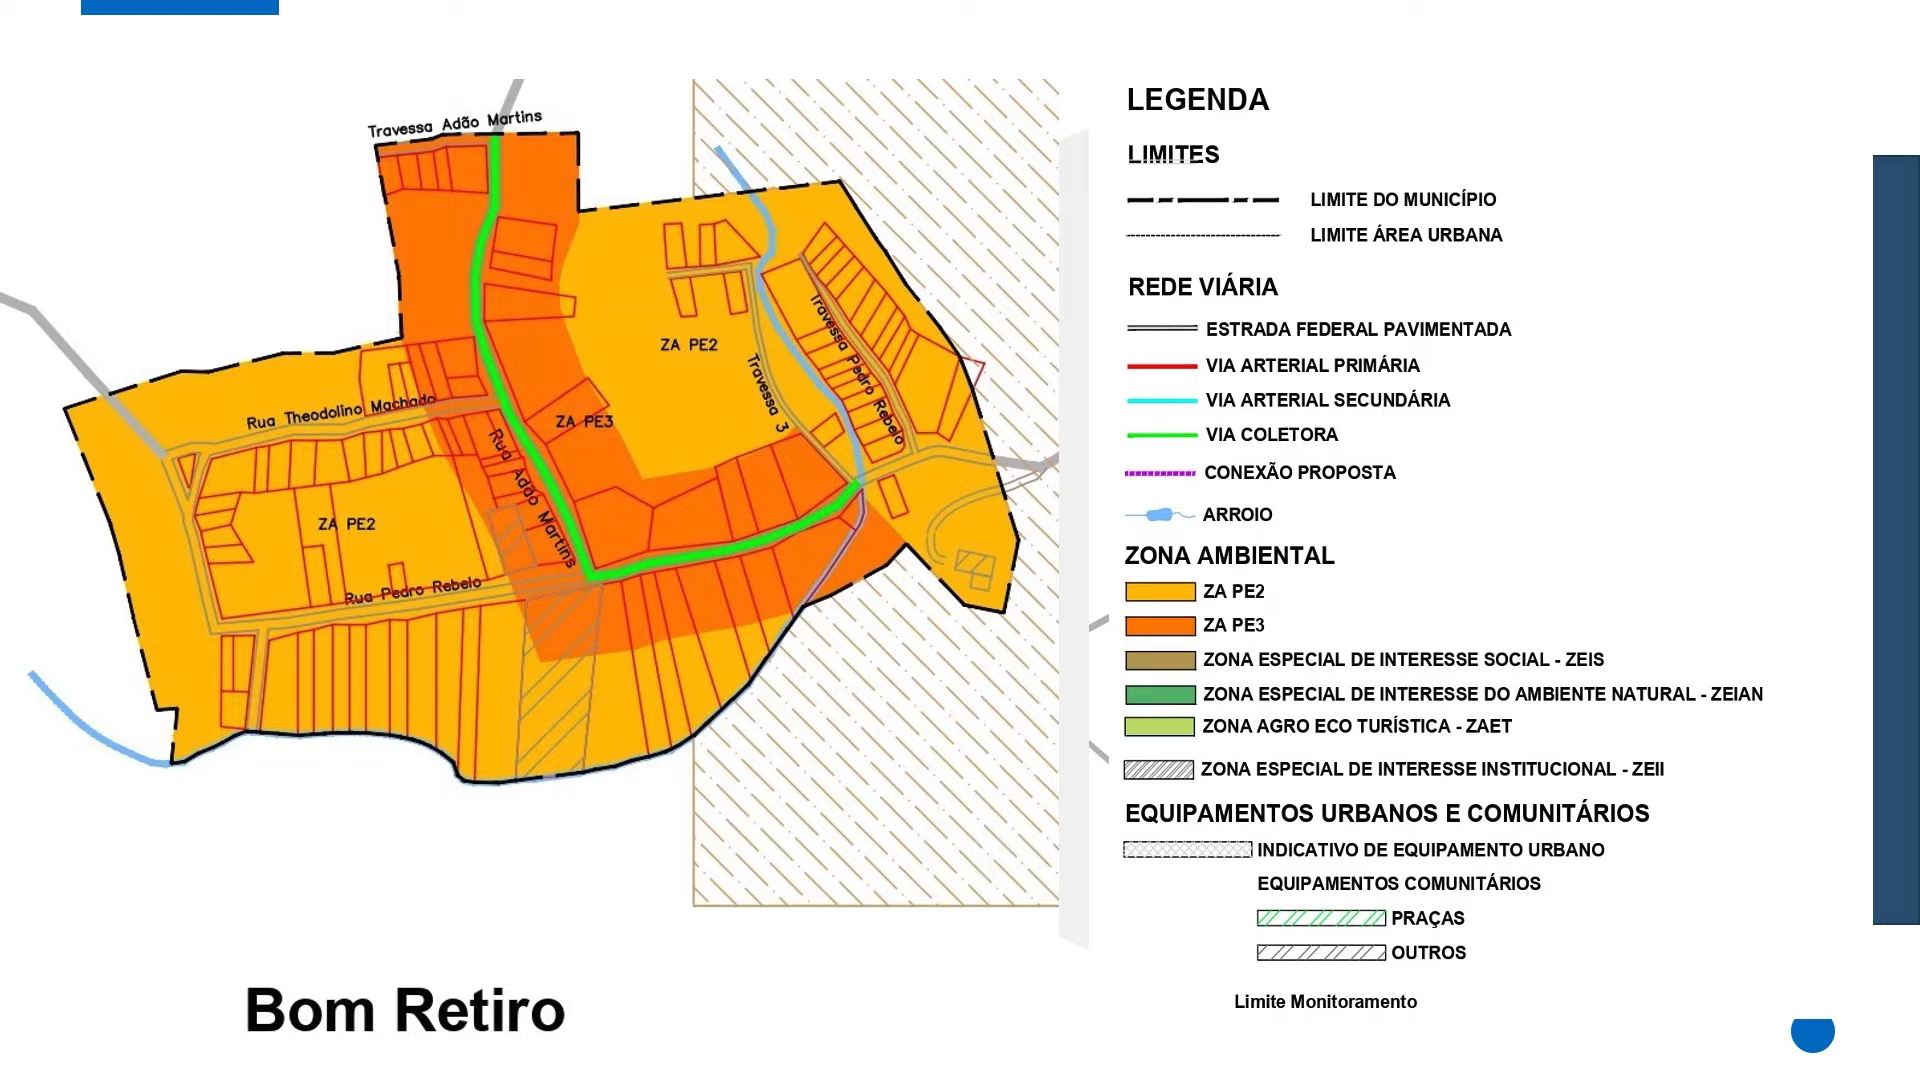 Travessa Adão Martins
ZA PE2
Travessa Pedro Rebelo
Travessa 3
Rua Theodolino Machado
ZA PE3
Rua Adão Martins
ZA PE2
Rua Pedro Rebelo
Bom Retiro
LEGENDA
LIMITES
LIMITE DO MUNICÍPIO
LIMITE ÁREA URBANA
REDE VIÁRIA
ESTRADA FEDERAL PAVIMENTADA
VIA ARTERIAL PRIMÁRIA
VIA ARTERIAL SECUNDÁRIA
VIA COLETORA
CONEXÃO PROPOSTA
ARROIO
ZONA AMBIENTAL
ZA PE2
ZA PE3
ZONA ESPECIAL DE INTERESSE SOCIAL - ZEIS
ZONA ESPECIAL DE INTERESSE DO AMBIENTE NATURAL - ZEIAN
ZONA AGRO ECO TURÍSTICA - ZAET
ZONA ESPECIAL DE INTERESSE INSTITUCIONAL - ZEII
EQUIPAMENTOS URBANOS E COMUNITÁRIOS
INDICATIVO DE EQUIPAMENTO URBANO
EQUIPAMENTOS COMUNITÁRIOS
PRAÇAS
OUTROS
Limite Monitoramento